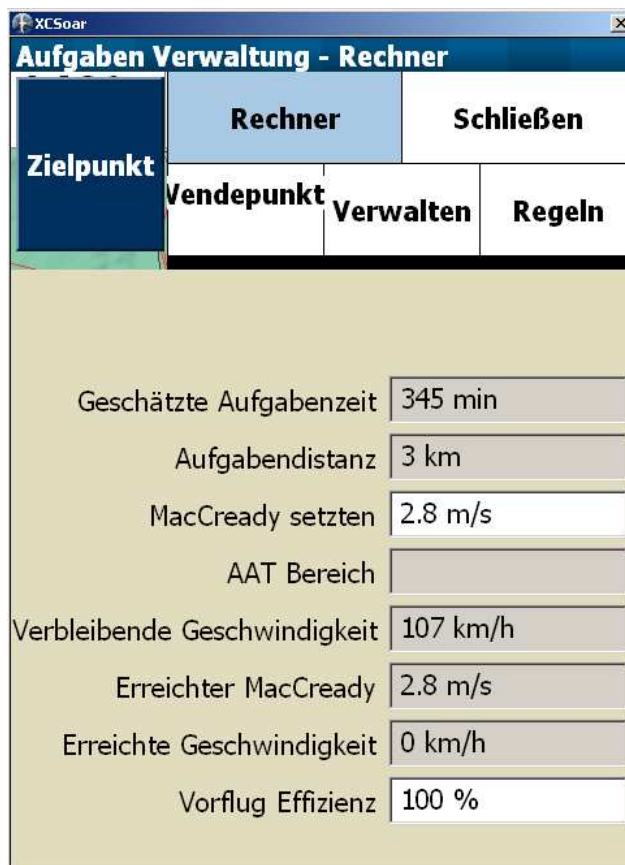 XCSoar
Aufgaben Verwaltung - Rechner
Zielpunkt
Rechner
Schließen
Vendepunkt
Verwalten
Regeln
Geschätzte Aufgabenzeit 345 min
Aufgabendistanz 3 km
MacCready setzten 2.8 m/s
AAT Bereich
Verbleibende Geschwindigkeit 107 km/h
Erreichter MacCready 2.8 m/s
Erreichte Geschwindigkeit 0 km/h
Vorflug Effizienz 100 %